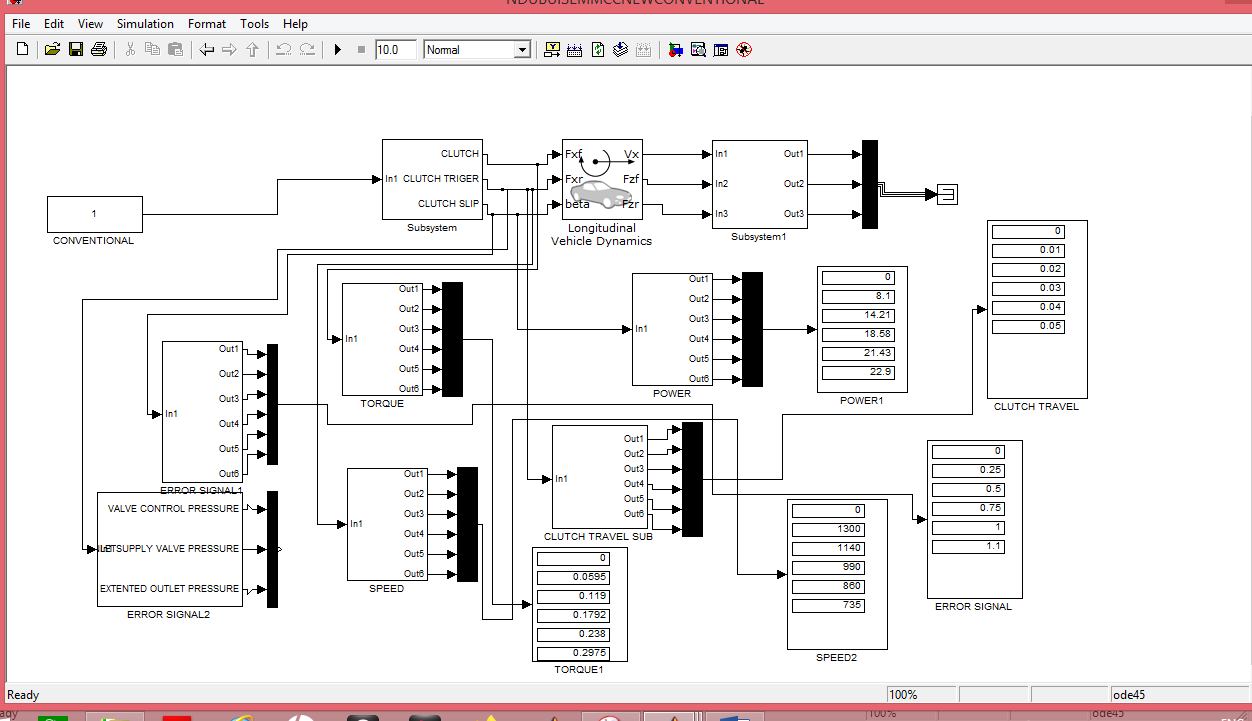 NDUBUISEMMCCNEWCONVENTIONAL
File Edit View Simulation Format Tools Help
10.0 Normal
CLUTCH
In1 CLUTCH TRIGER
CLUTCH SLIP
Subsystem
Fxf Vx
Fxr Fzf
beta Fzr
Longitudinal
Vehicle Dynamics
In1 Out1
In2 Out2
In3 Out3
Subsystem1
1
CONVENTIONAL
0
0.01
0.02
0.03
0.04
0.05
CLUTCH TRAVEL
Out1
Out2
Out3
In1
Out4
Out5
Out6
TORQUE
Out1
Out2
Out3
In1
Out4
Out5
Out6
POWER
0
8.1
14.21
18.58
21.43
22.9
POWER1
Out1
Out2
Out3
In1
Out4
Out5
Out6
ERROR SIGNAL1
Out1
Out2
Out3
In1
Out4
Out5
Out6
CLUTCH TRAVEL SUB
0
0.25
0.5
0.75
1
1.1
ERROR SIGNAL
VALVE CONTROL PRESSURE
SUPPLY VALVE PRESSURE
EXTENTED OUTLET PRESSURE
ERROR SIGNAL2
Out1
Out2
Out3
In1
Out4
Out5
Out6
SPEED
0
0.0595
0.119
0.1792
0.238
0.2975
TORQUE1
0
1300
1140
990
860
735
SPEED2
Ready 100% ode45
100% ode45